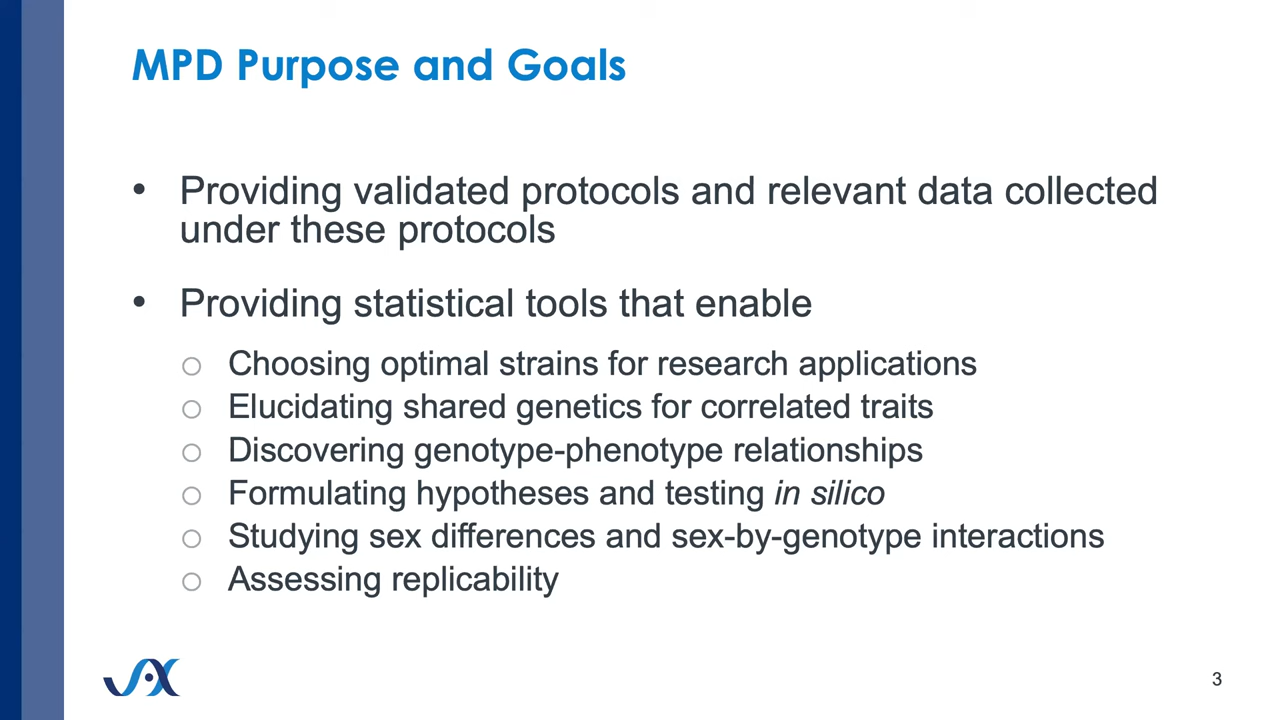 MPD Purpose and Goals
• Providing validated protocols and relevant data collected
under these protocols
• Providing statistical tools that enable
○ Choosing optimal strains for research applications
○ Elucidating shared genetics for correlated traits
○ Discovering genotype-phenotype relationships
○ Formulating hypotheses and testing in silico
○ Studying sex differences and sex-by-genotype interactions
○ Assessing replicability
JAX
3